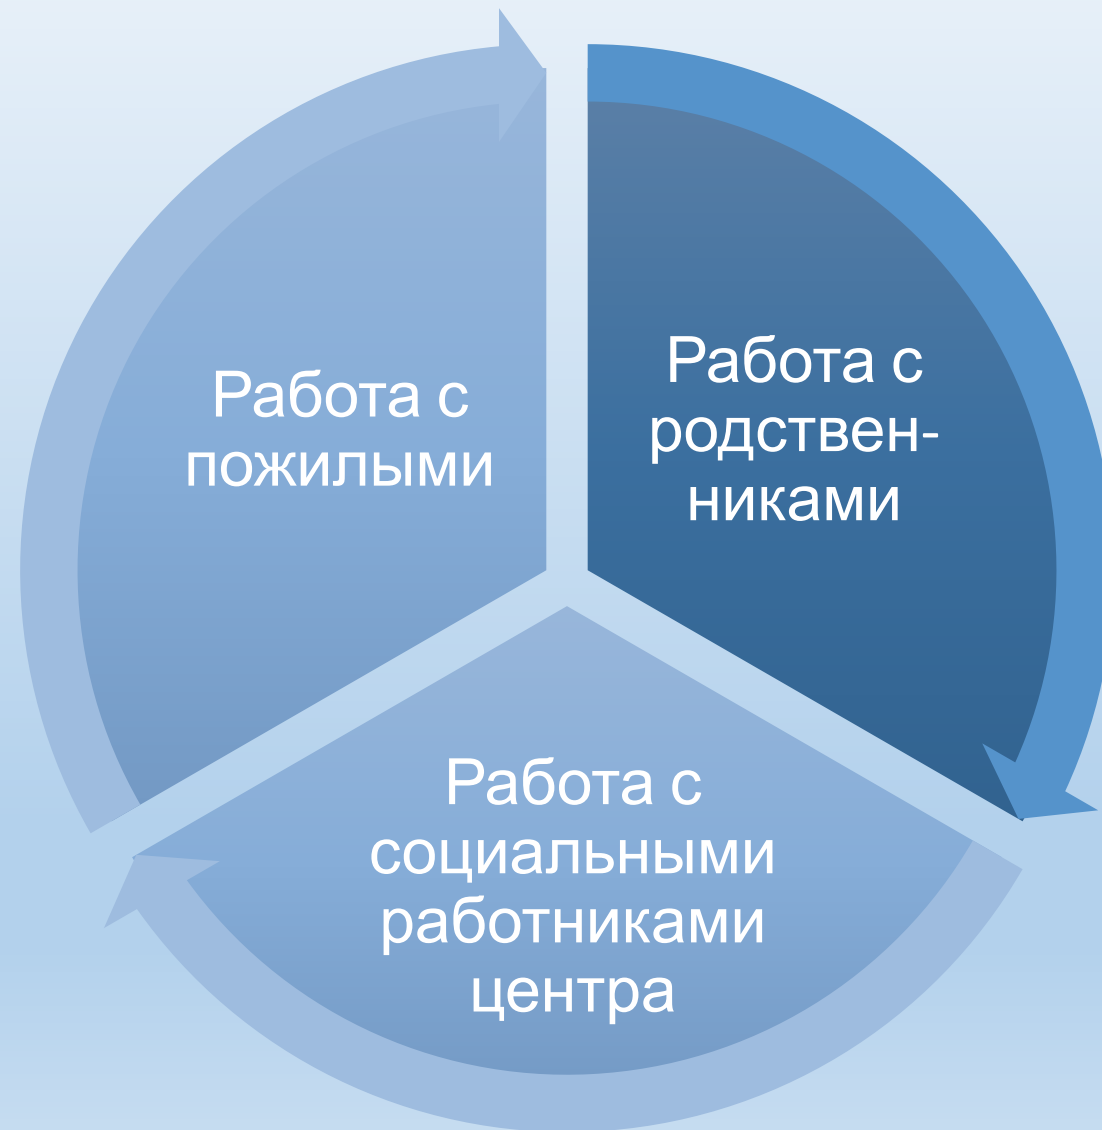 Работа с
пожилыми
Работа с
родствен-
никами
Работа с
социальными
работниками
центра